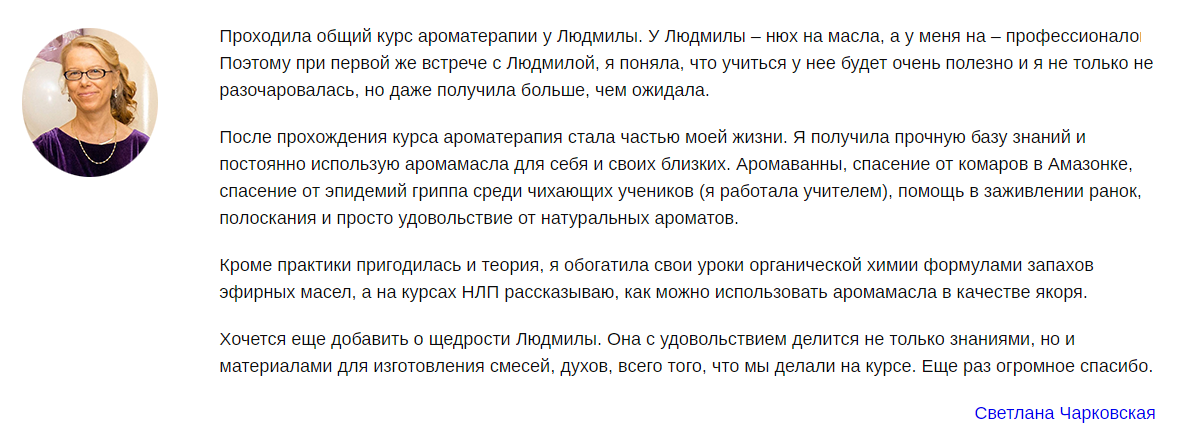 Проходила общий курс ароматерапии у Людмилы. У Людмилы – нюх на масла, а у меня на –
Поэтому при первой же встрече с Людмилой, я поняла, что учиться у нее будет очень полезно и я не только не
разочаровалась, но даже получила больше, чем ожидала.
После прохождения курса ароматерапия стала частью моей жизни. Я получила прочную базу знаний и
постоянно использую аромамасла для себя и своих близких. Аромаванны, спасение от комаров в Амазонке,
спасение от эпидемий гриппа среди чихающих учеников (я работала учителем), помощь в заживлении ранок,
полоскания и просто удовольствие от натуральных ароматов.
Кроме практики пригодилась и теория, я обогатила свои уроки органической химии формулами запахов
эфирных масел, а на курсах НЛП рассказываю, как можно использовать аромамасла в качестве якоря.
Хочется еще добавить о щедрости Людмилы. Она с удовольствием делится не только знаниями, но и
материалами для изготовления смесей, духов, всего того, что мы делали на курсе. Еще раз огромное спасибо.
Светлана Чарковская